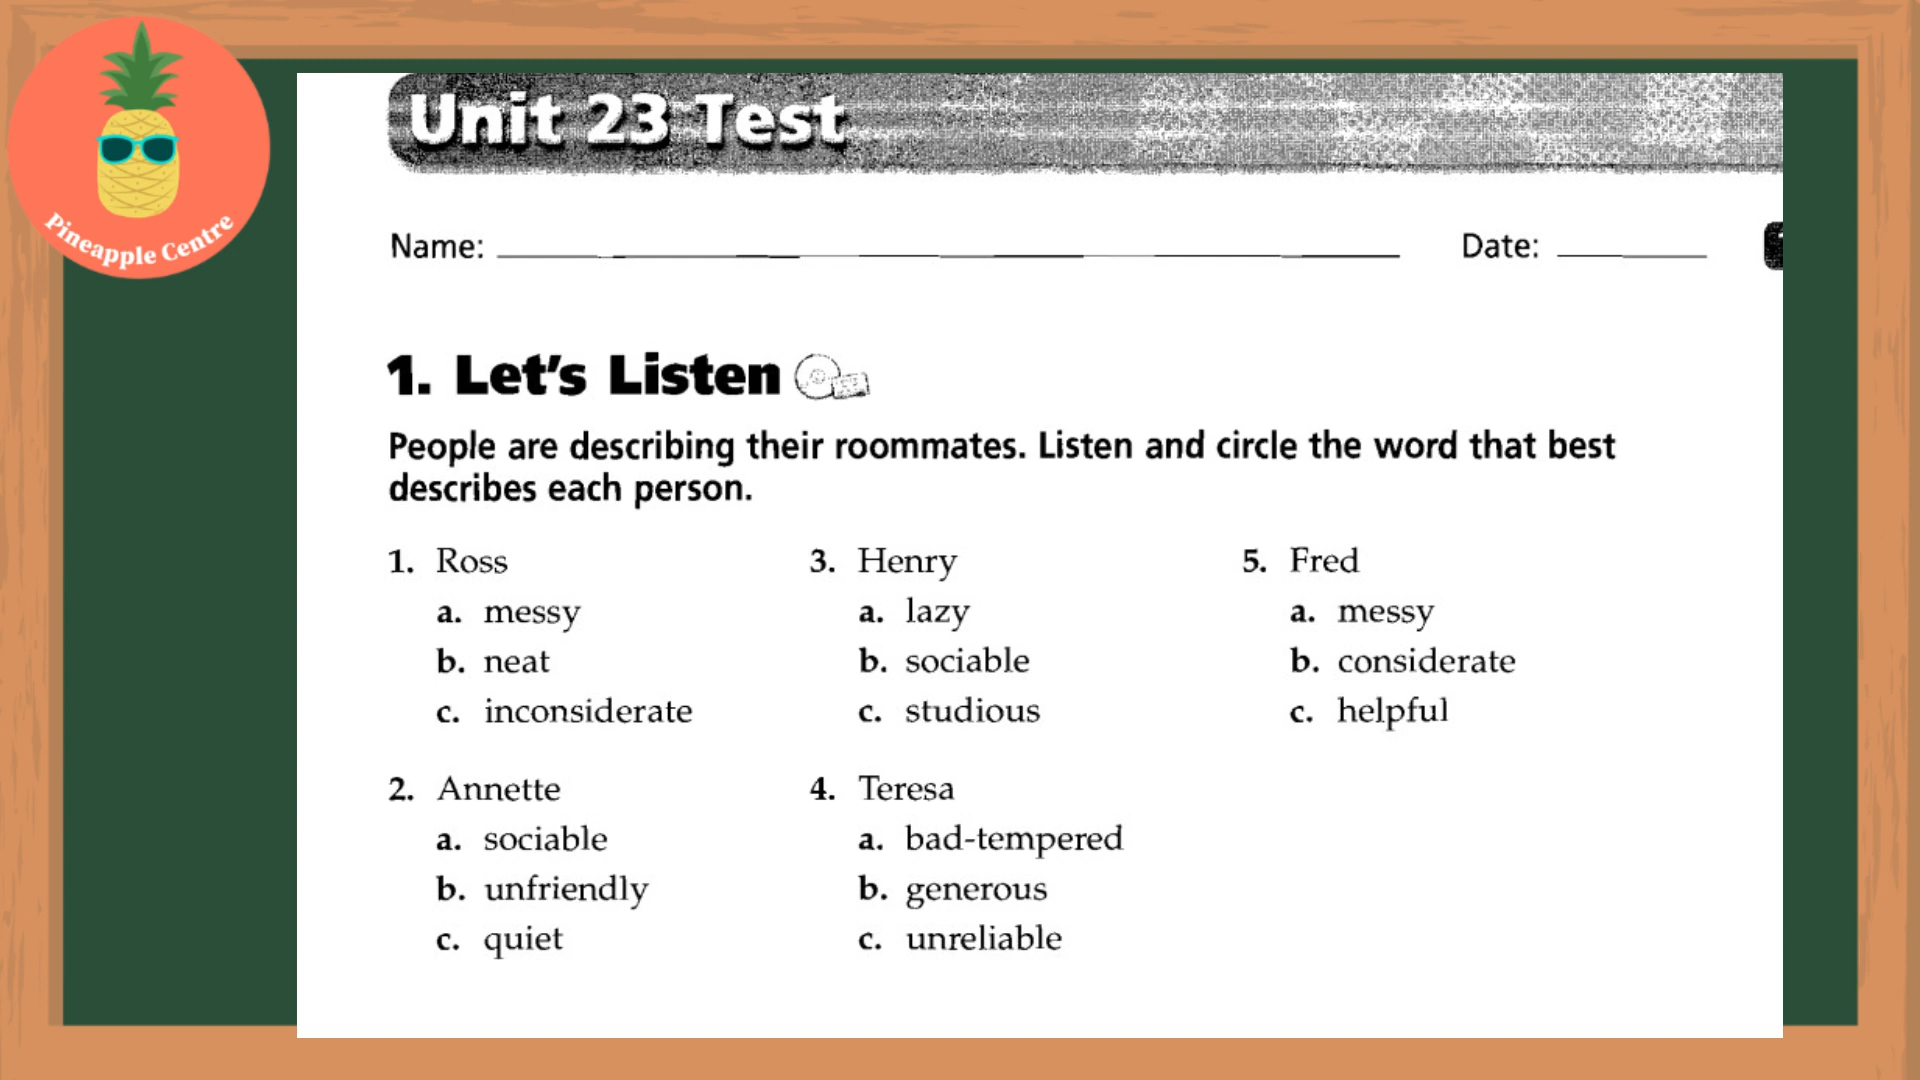 Pineapple Centre
Unit 23 Test
Name: Date:
1. Let's Listen
People are describing their roommates. Listen and circle the word that best
describes each person.
1. Ross
a. messy
b. neat
c. inconsiderate
2. Annette
a. sociable
b. unfriendly
c. quiet
3. Henry
a. lazy
b. sociable
c. studious
4. Teresa
a. bad-tempered
b. generous
c. unreliable
5. Fred
a. messy
b. considerate
c. helpful